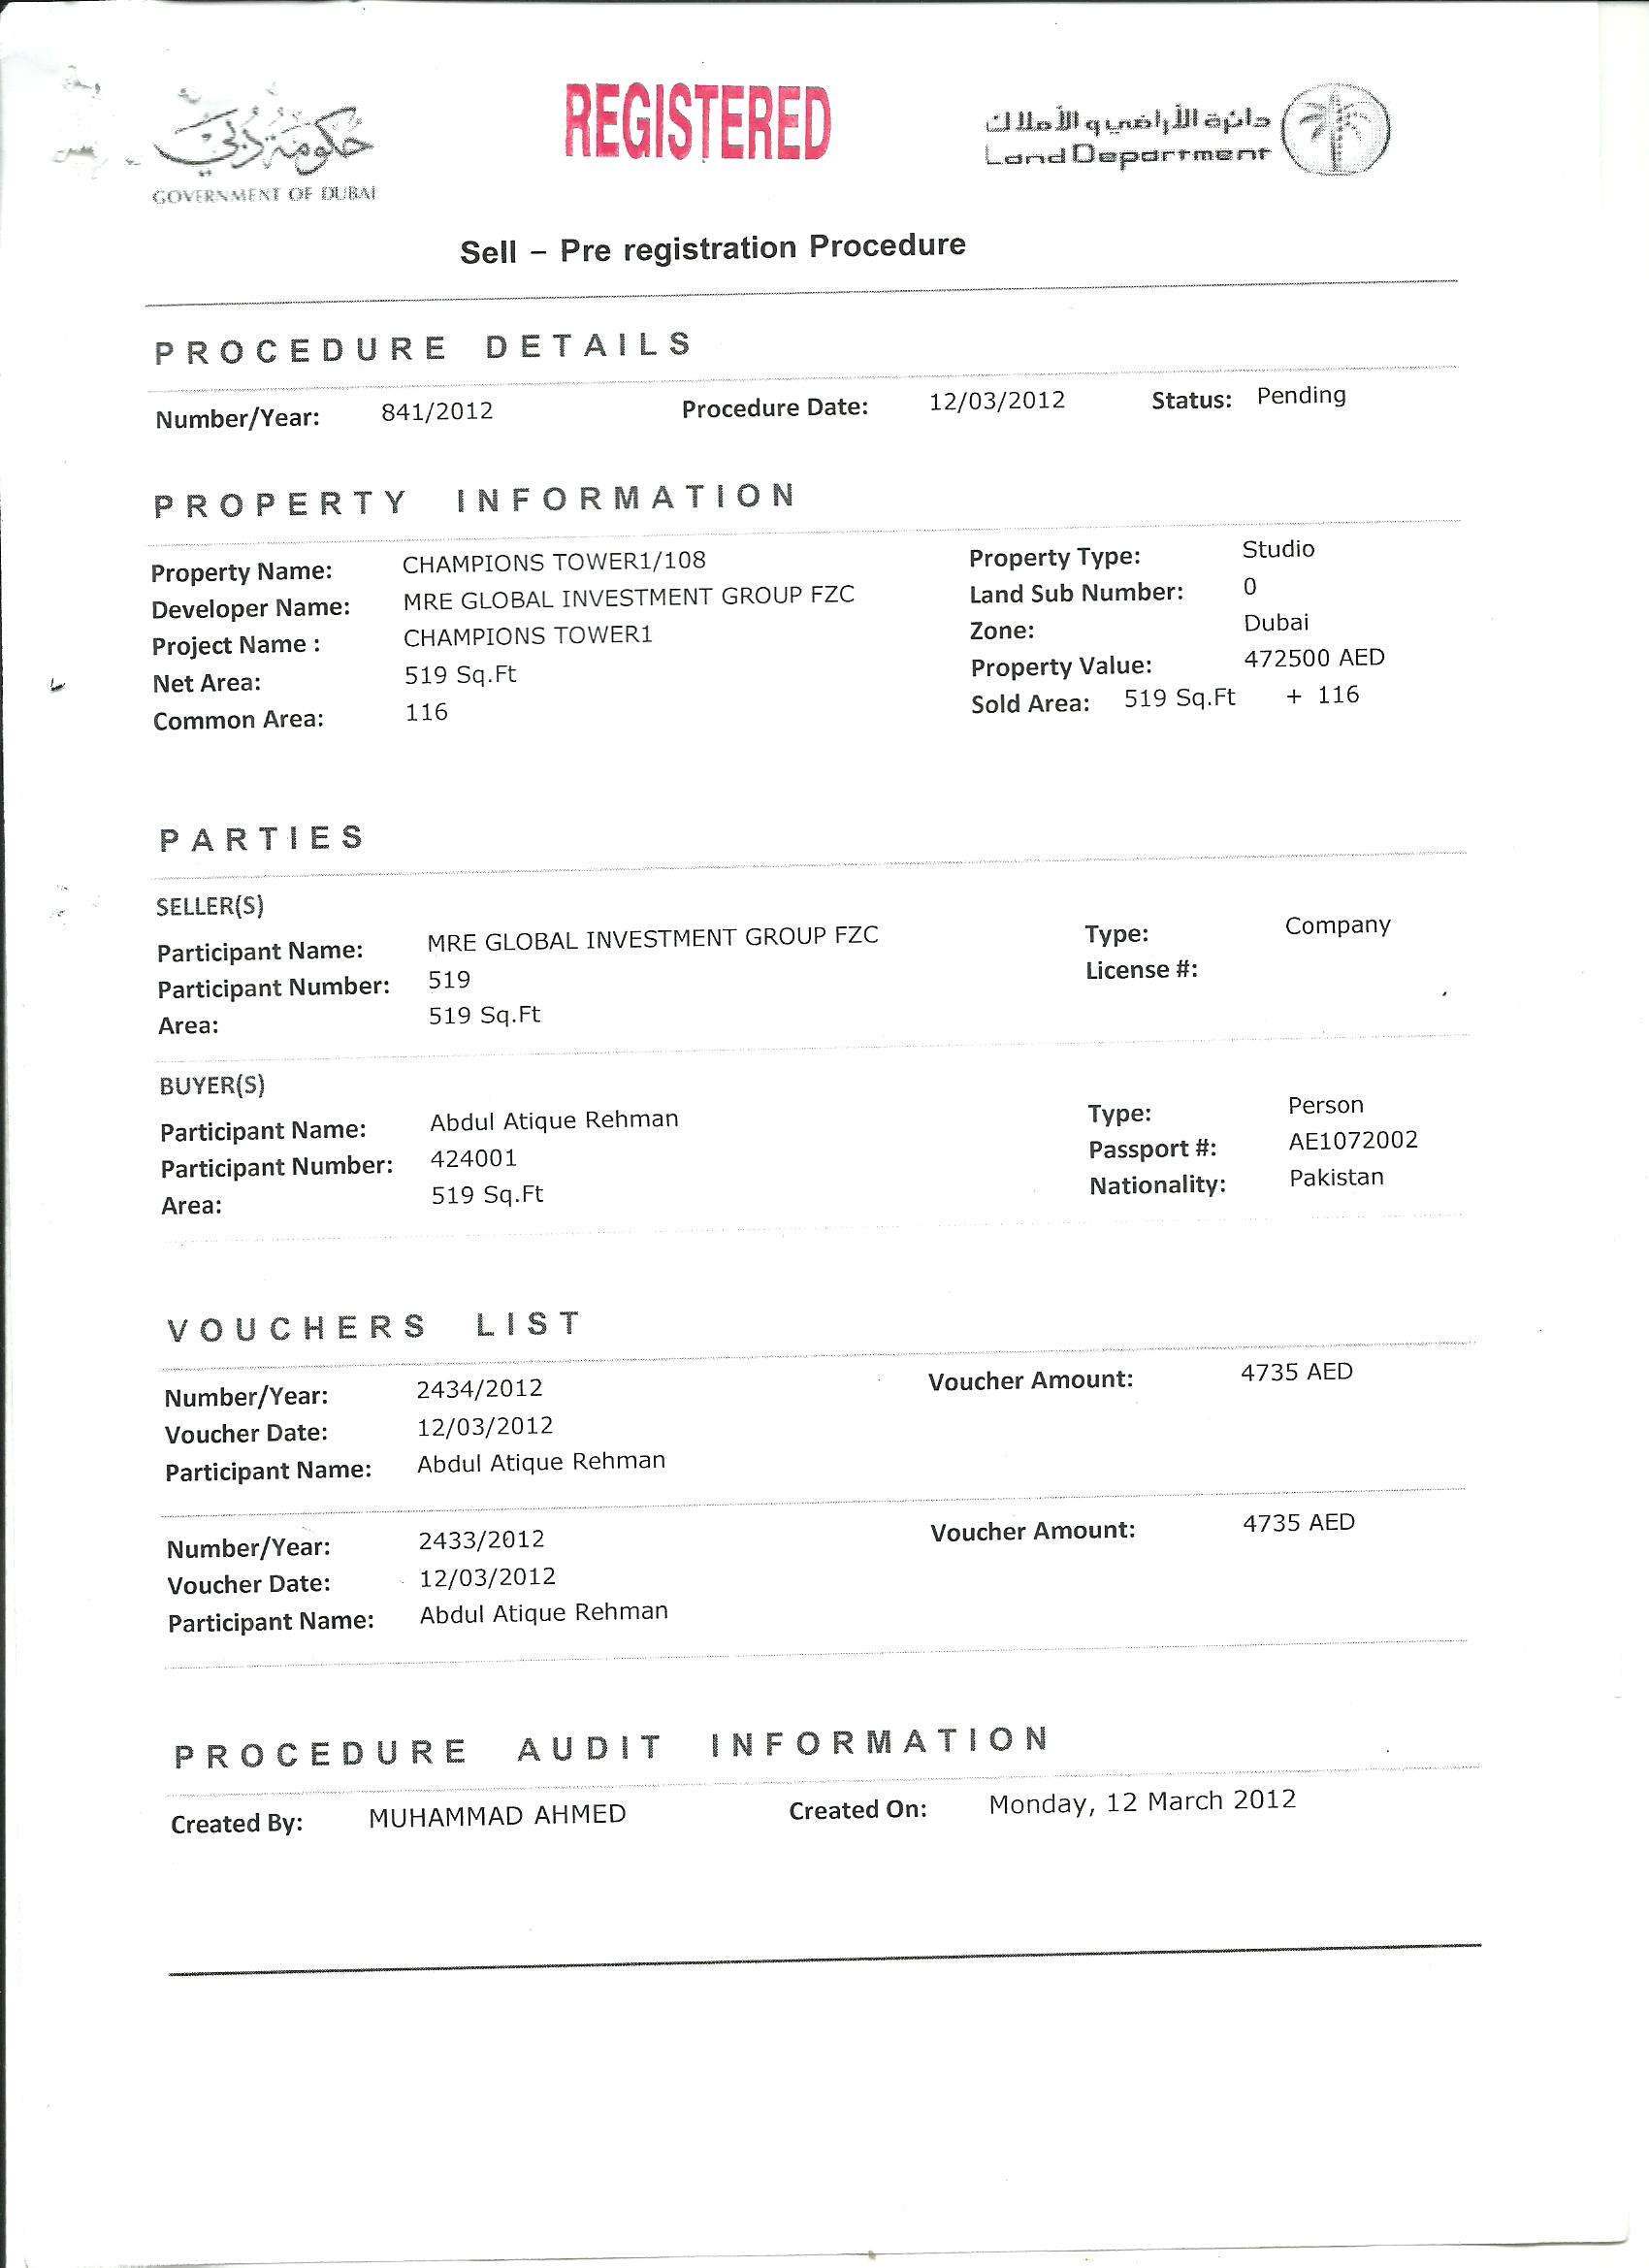 حكومة دبي
GOVERNMENT OF DUBAI
REGISTERED
دائرة الأراضي والأملاك
Land Department
Sell – Pre registration Procedure
PROCEDURE DETAILS
Number/Year: 841/2012 Procedure Date: 12/03/2012 Status: Pending
PROPERTY INFORMATION
Property Name: CHAMPIONS TOWER1/108 Property Type: Studio
Developer Name: MRE GLOBAL INVESTMENT GROUP FZC Land Sub Number: 0
Project Name : CHAMPIONS TOWER1 Zone: Dubai
Net Area: 519 Sq.Ft Property Value: 472500 AED
Common Area: 116 Sold Area: 519 Sq.Ft + 116
PARTIES
SELLER(S)
Participant Name: MRE GLOBAL INVESTMENT GROUP FZC Type: Company
Participant Number: 519 License #:
Area: 519 Sq.Ft
BUYER(S)
Participant Name: Abdul Atique Rehman Type: Person
Participant Number: 424001 Passport #: AE1072002
Area: 519 Sq.Ft Nationality: Pakistan
VOUCHERS LIST
Number/Year: 2434/2012 Voucher Amount: 4735 AED
Voucher Date: 12/03/2012
Participant Name: Abdul Atique Rehman
Number/Year: 2433/2012 Voucher Amount: 4735 AED
Voucher Date: 12/03/2012
Participant Name: Abdul Atique Rehman
PROCEDURE AUDIT INFORMATION
Created By: MUHAMMAD AHMED Created On: Monday, 12 March 2012